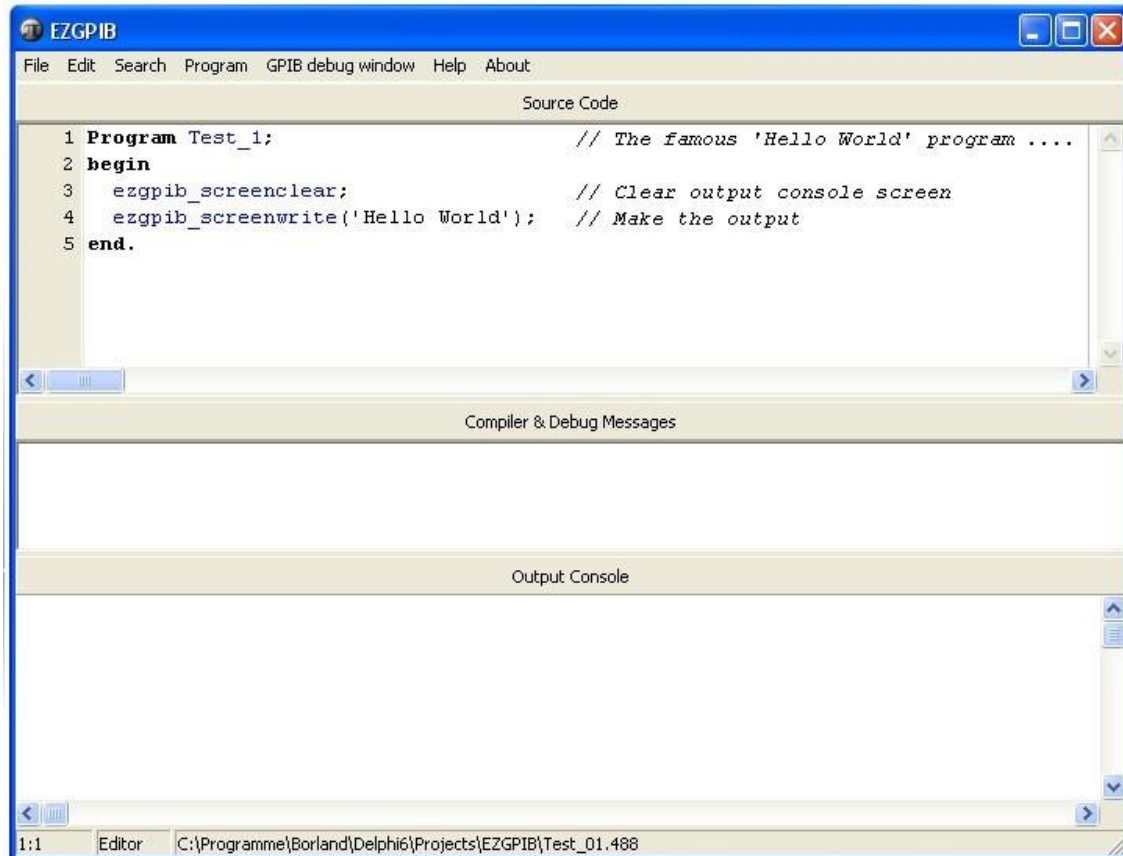 EZGPIB
File Edit Search Program GPIB debug window Help About
Source Code
1 Program Test_1; // The famous 'Hello World' program ....
2 begin
3 ezgpib_screenclear; // Clear output console screen
4 ezgpib_screenwrite('Hello World'); // Make the output
5 end.
Compiler & Debug Messages
Output Console
1:1 Editor C:\Programme\Borland\Delphi6\Projects\EZGPIB\Test_01.488